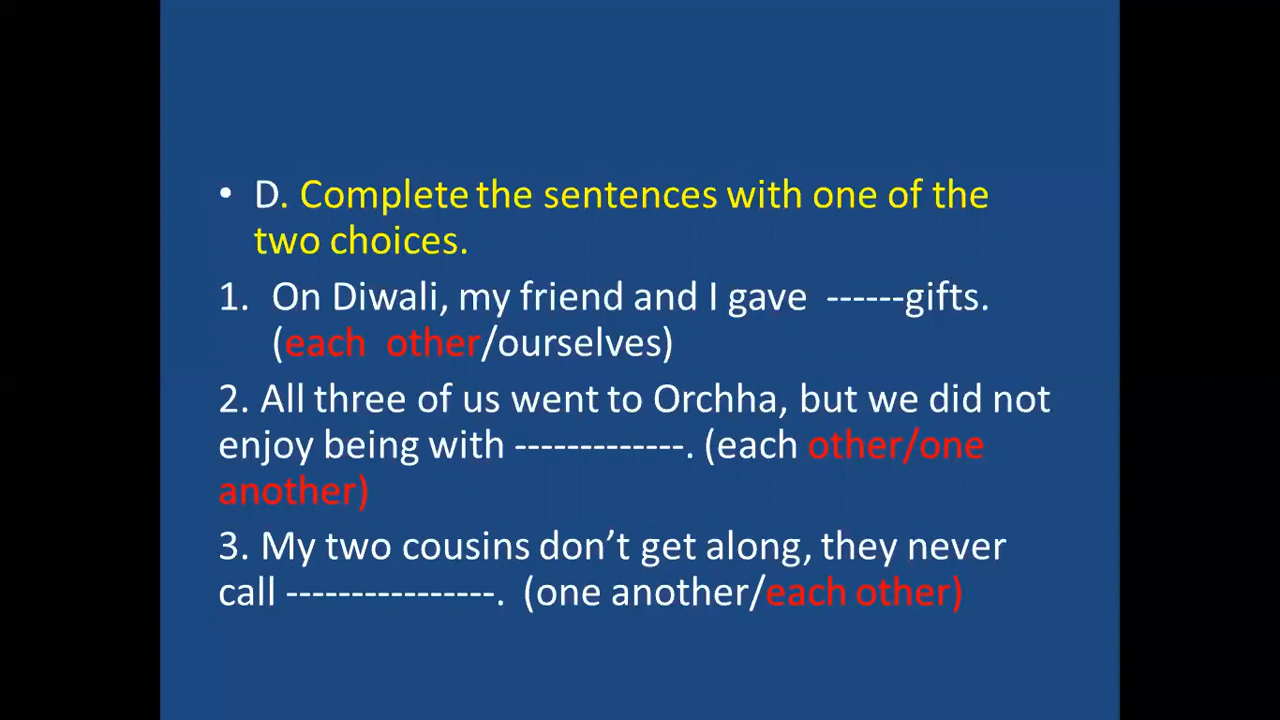 • D. Complete the sentences with one of the
two choices.
1. On Diwali, my friend and I gave ------gifts.
(each other/ourselves)
2. All three of us went to Orchha, but we did not
enjoy being with -------------. (each other/one
another)
3. My two cousins don’t get along, they never
call ----------------. (one another/each other)